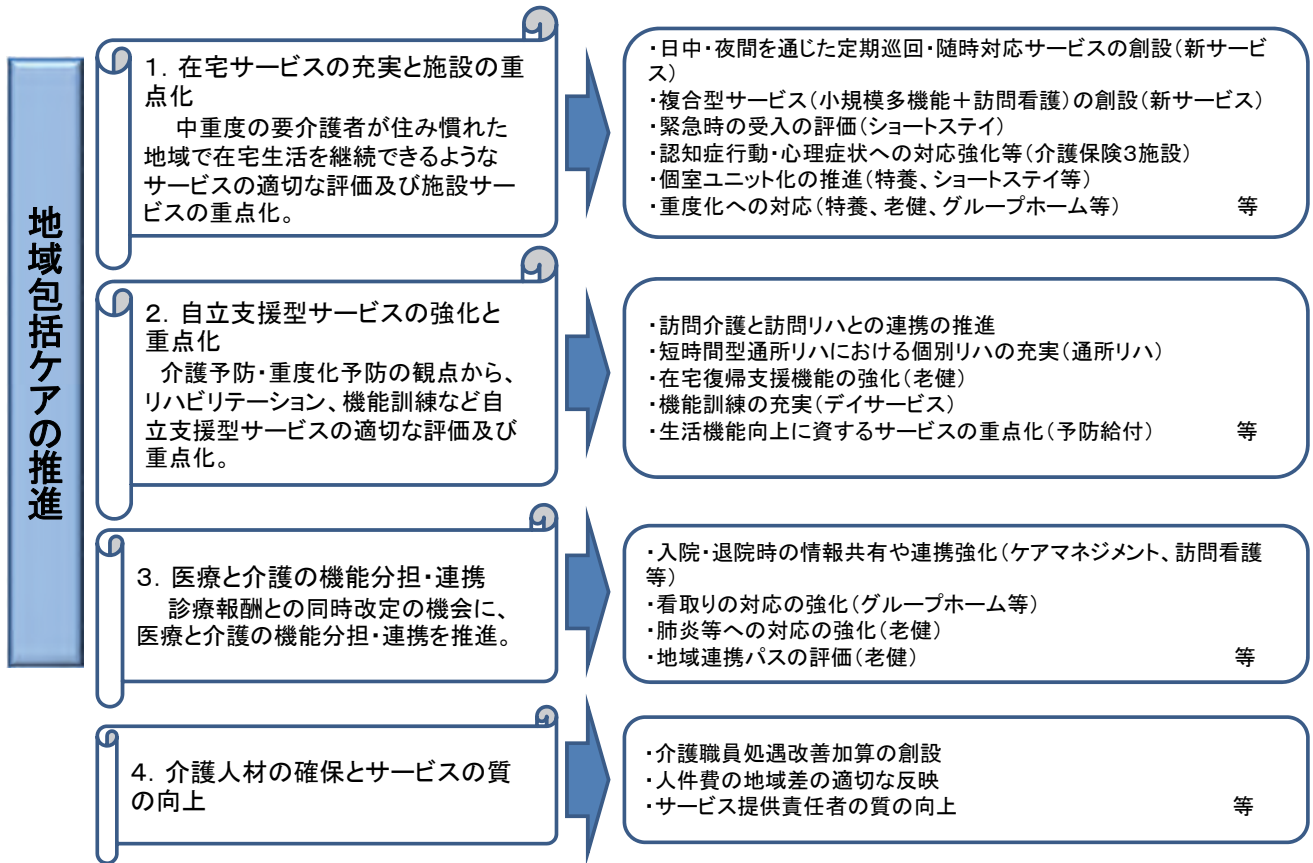 地域包括ケアの推進
1．在宅サービスの充実と施設の重
点化
中重度の要介護者が住み慣れた
地域で在宅生活を継続できるような
サービスの適切な評価及び施設サー
ビスの重点化。
・日中・夜間を通じた定期巡回・随時対応サービスの創設（新サービ
ス）
・複合型サービス（小規模多機能＋訪問看護）の創設（新サービス）
・緊急時の受入の評価（ショートステイ）
・認知症行動・心理症状への対応強化等（介護保険3施設）
・個室ユニット化の推進（特養、ショートステイ等）
・重度化への対応（特養、老健、グループホーム等） 等
2．自立支援型サービスの強化と
重点化
介護予防・重度化予防の観点から、
リハビリテーション、機能訓練など自
立支援型サービスの適切な評価及び
重点化。
・訪問介護と訪問リハとの連携の推進
・短時間型通所リハにおける個別リハの充実（通所リハ）
・在宅復帰支援機能の強化（老健）
・機能訓練の充実（デイサービス）
・生活機能向上に資するサービスの重点化（予防給付） 等
3．医療と介護の機能分担・連携
診療報酬との同時改定の機会に、
医療と介護の機能分担・連携を推進。
・入院・退院時の情報共有や連携強化（ケアマネジメント、訪問看護
等）
・看取りの対応の強化（グループホーム等）
・肺炎等への対応の強化（老健）
・地域連携パスの評価（老健） 等
4．介護人材の確保とサービスの質
の向上
・介護職員処遇改善加算の創設
・人件費の地域差の適切な反映
・サービス提供責任者の質の向上 等